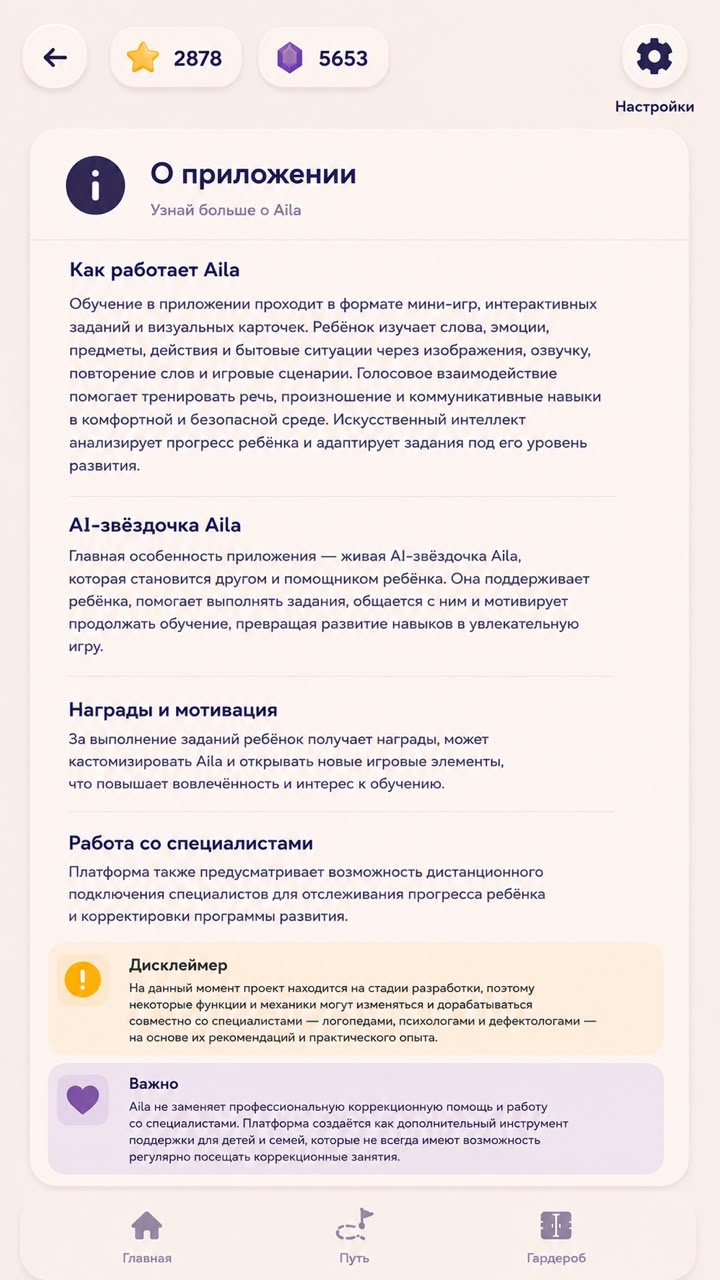 2878
5653
Настройки
О приложении
Узнай больше о Aila
Как работает Aila
Обучение в приложении проходит в формате мини-игр, интерактивных
заданий и визуальных карточек. Ребёнок изучает слова, эмоции,
предметы, действия и бытовые ситуации через изображения, озвучку,
повторение слов и игровые сценарии. Голосовое взаимодействие
помогает тренировать речь, произношение и коммуникативные навыки
в комфортной и безопасной среде. Искусственный интеллект
анализирует прогресс ребёнка и адаптирует задания под его уровень
развития.
AI-звёздочка Aila
Главная особенность приложения — живая AI-звёздочка Aila,
которая становится другом и помощником ребёнка. Она поддерживает
ребёнка, помогает выполнять задания, общается с ним и мотивирует
продолжать обучение, превращая развитие навыков в увлекательную
игру.
Награды и мотивация
За выполнение заданий ребёнок получает награды, может
кастомизировать Aila и открывать новые игровые элементы,
что повышает вовлечённость и интерес к обучению.
Работа со специалистами
Платформа также предусматривает возможность дистанционного
подключения специалистов для отслеживания прогресса ребёнка
и корректировки программы развития.
Дисклеймер
На данный момент проект находится на стадии разработки, поэтому
некоторые функции и механики могут изменяться и дорабатываться
совместно со специалистами — логопедами, психологами и дефектологами —
на основе их рекомендаций и практического опыта.
Важно
Aila не заменяет профессиональную коррекционную помощь и работу
со специалистами. Платформа создаётся как дополнительный инструмент
поддержки для детей и семей, которые не всегда имеют возможность
регулярно посещать коррекционные занятия.
Главная
Путь
Гардероб